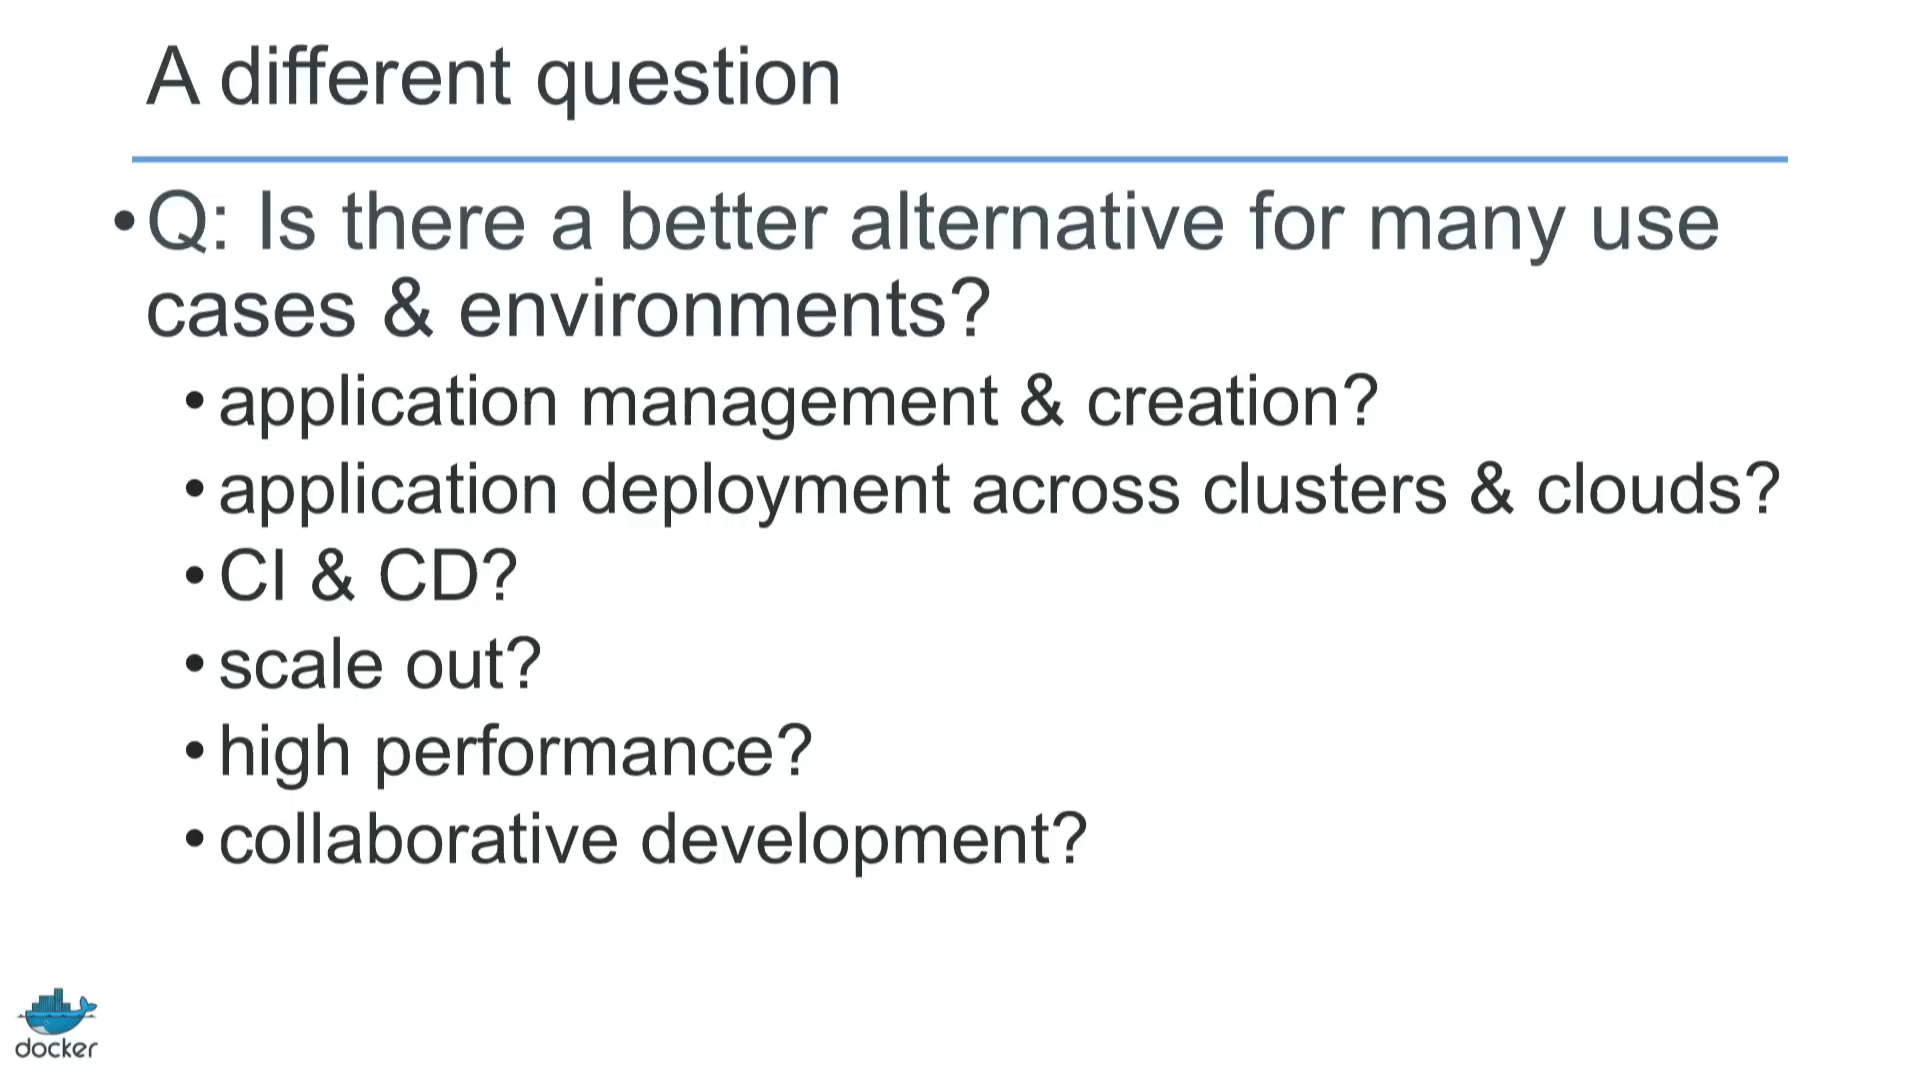 A different question
•Q: Is there a better alternative for many use
cases & environments?
•application management & creation?
•application deployment across clusters & clouds?
•CI & CD?
•scale out?
•high performance?
•collaborative development?
docker